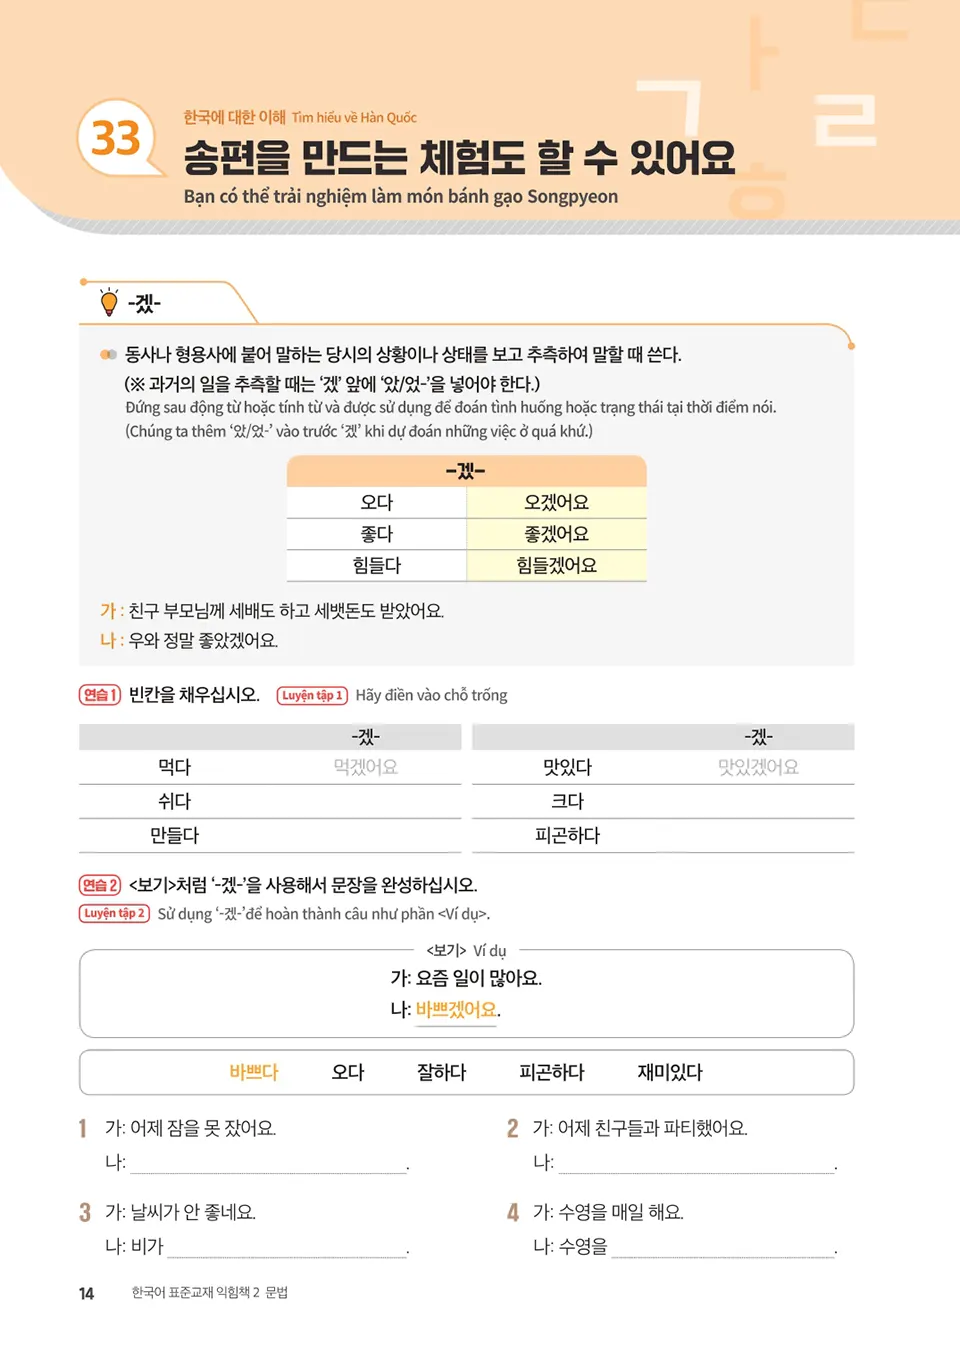 ㅏ ㄷ
ㄱ ㄹ
ㅎ
33
한국에 대한 이해 Tìm hiểu về Hàn Quốc
송편을 만드는 체험도 할 수 있어요
Bạn có thể trải nghiệm làm món bánh gạo Songpyeon
-겠-
동사나 형용사에 붙어 말하는 당시의 상황이나 상태를 보고 추측하여 말할 때 쓴다.
(※ 과거의 일을 추측할 때는 ‘겠’ 앞에 ‘았/었-’을 넣어야 한다.)
Đứng sau động từ hoặc tính từ và được sử dụng để đoán tình huống hoặc trạng thái tại thời điểm nói.
(Chúng ta thêm ‘았/었-’ vào trước ‘겠’ khi dự đoán những việc ở quá khứ.)
-겠-
오다 오겠어요
좋다 좋겠어요
힘들다 힘들겠어요
가 : 친구 부모님께 세배도 하고 세뱃돈도 받았어요.
나 : 우와 정말 좋았겠어요.
연습 1 빈칸을 채우십시오. Luyện tập 1 Hãy điền vào chỗ trống
-겠- -겠-
먹다 먹겠어요 맛있다 맛있겠어요
쉬다 크다
만들다 피곤하다
연습 2 <보기>처럼 ‘-겠-’을 사용해서 문장을 완성하십시오.
Luyện tập 2 Sử dụng ‘-겠-’để hoàn thành câu như phần <Ví dụ>.
<보기> Ví dụ
가: 요즘 일이 많아요.
나: 바쁘겠어요.
바쁘다 오다 잘하다 피곤하다 재미있다
1 가: 어제 잠을 못 잤어요. 2 가: 어제 친구들과 파티했어요.
나: . 나: .
3 가: 날씨가 안 좋네요. 4 가: 수영을 매일 해요.
나: 비가 . 나: 수영을 .
14 한국어 표준교재 익힘책 2 문법